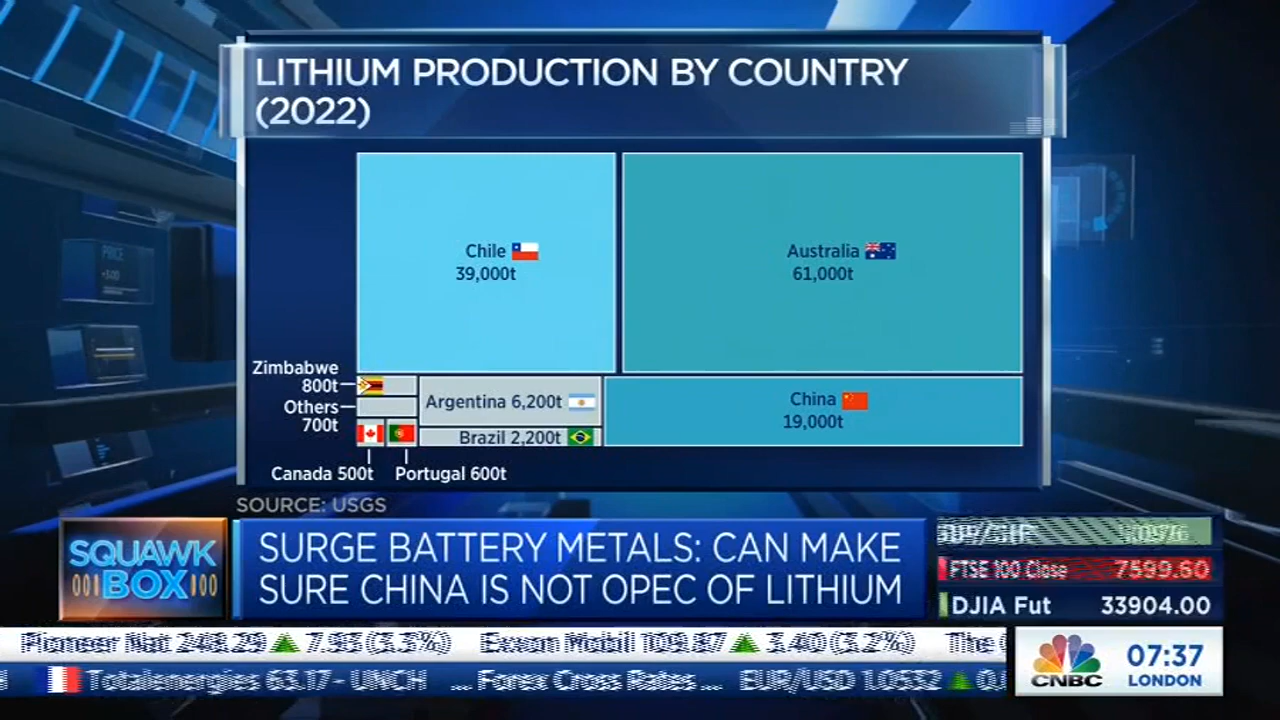 LITHIUM PRODUCTION BY COUNTRY
(2022)
Chile
39,000t
Australia
61,000t
Zimbabwe
800t
Others
700t
Argentina 6,200t
Brazil 2,200t
China
19,000t
Canada 500t
Portugal 600t
SOURCE: USGS
PRICE
SQUAWK
BOX
SURGE BATTERY METALS: CAN MAKE
SURE CHINA IS NOT OPEC OF LITHIUM
FTSE 100 Close 7599.60
DJIA Fut 33904.00
Pioneer Nat 248.29 7.93 (3.3%) Exxon Mobil 109.87 3.40 (3.2%) The
Totalenergies 63.17 - UNCH ... Forex Cross Rates ... EUR/USD 1.0532
CNBC
07:37
LONDON